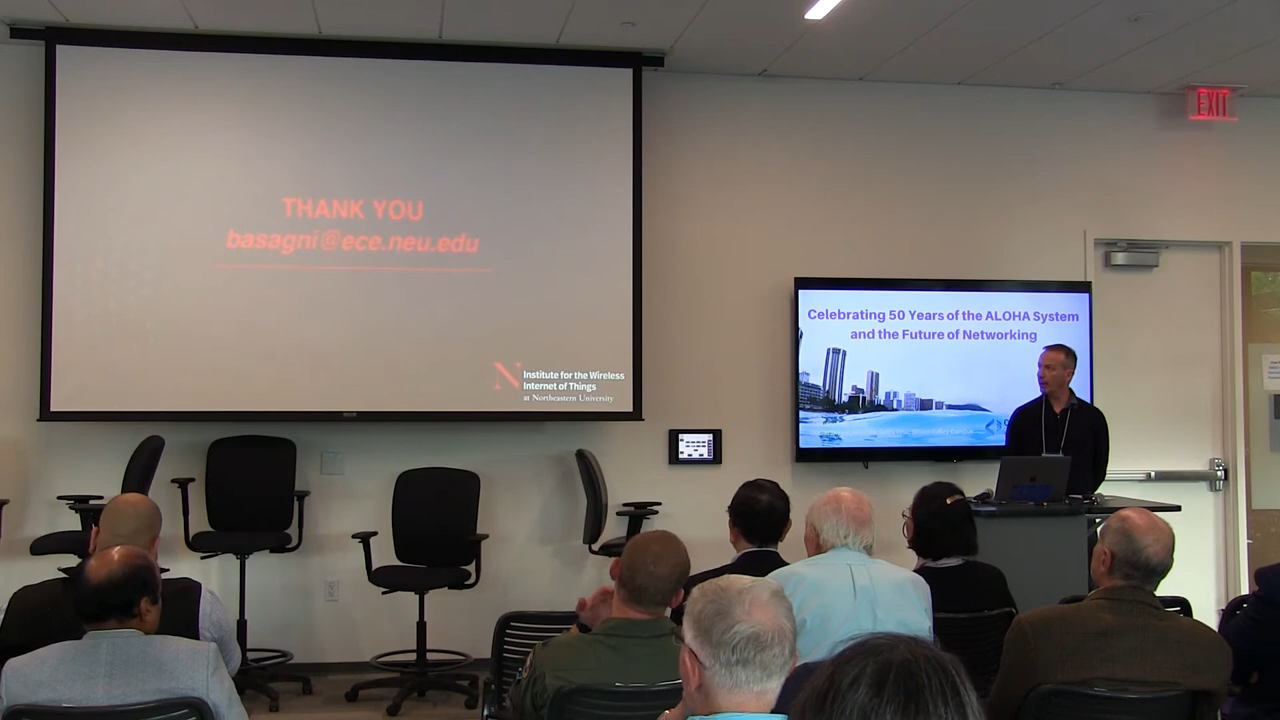 THANK YOU
basagni@ece.neu.edu
N
Institute for the Wireless
Internet of Things
at Northeastern University
EXIT
Celebrating 50 Years of the ALOHA System
and the Future of Networking